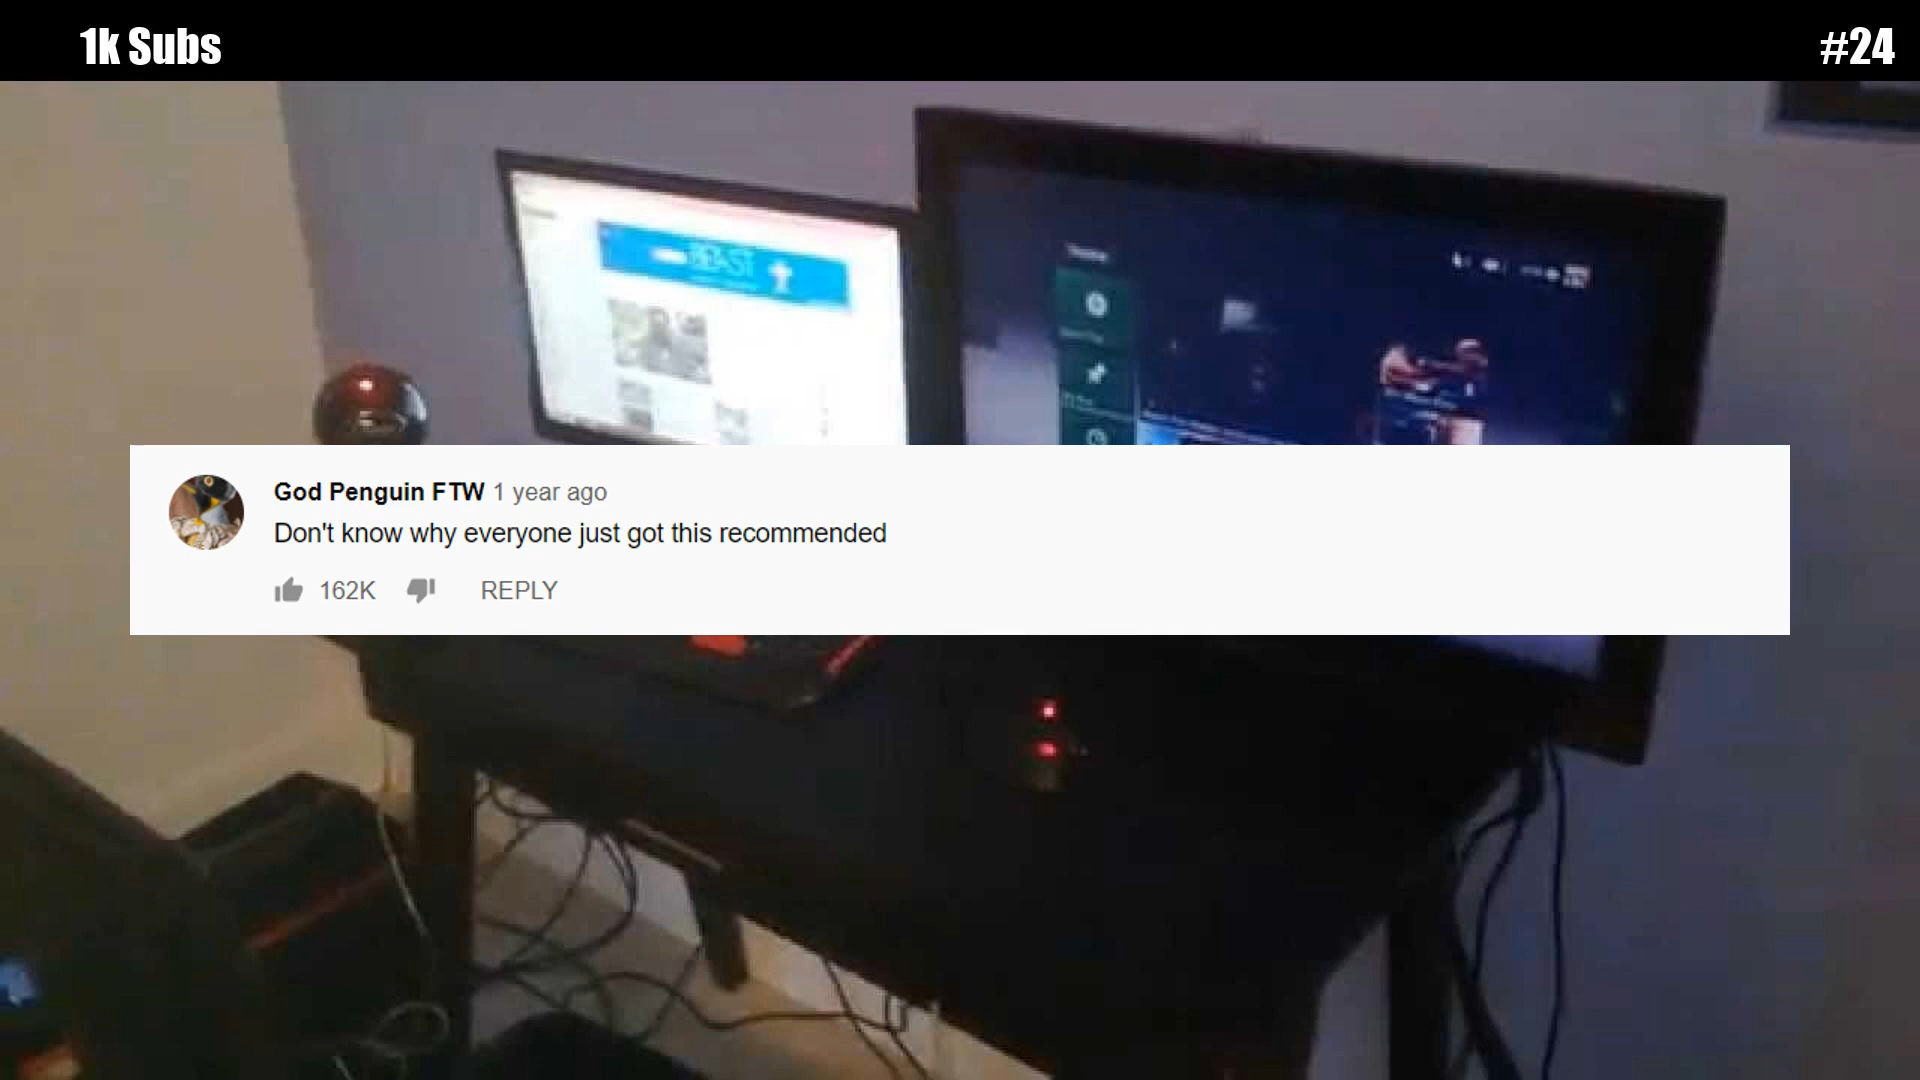 1k Subs
#24
BEAST
God Penguin FTW 1 year ago
Don't know why everyone just got this recommended
162K REPLY